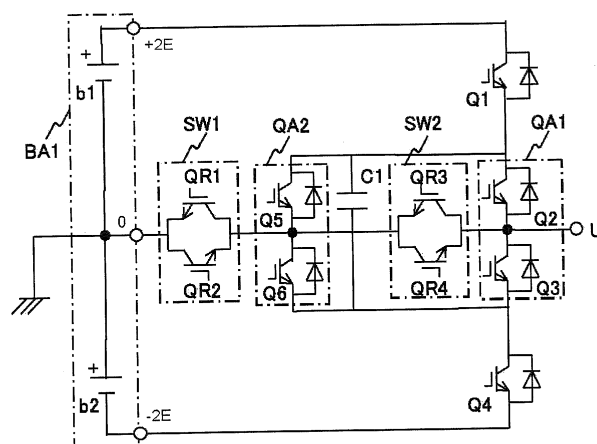 +2E
+
b1
Q1
BA1
SW1
QA2
SW2
QA1
QR1
C1
QR3
Q5
Q2
0
U
QR2
Q6
QR4
Q3
+
b2
-2E
Q4